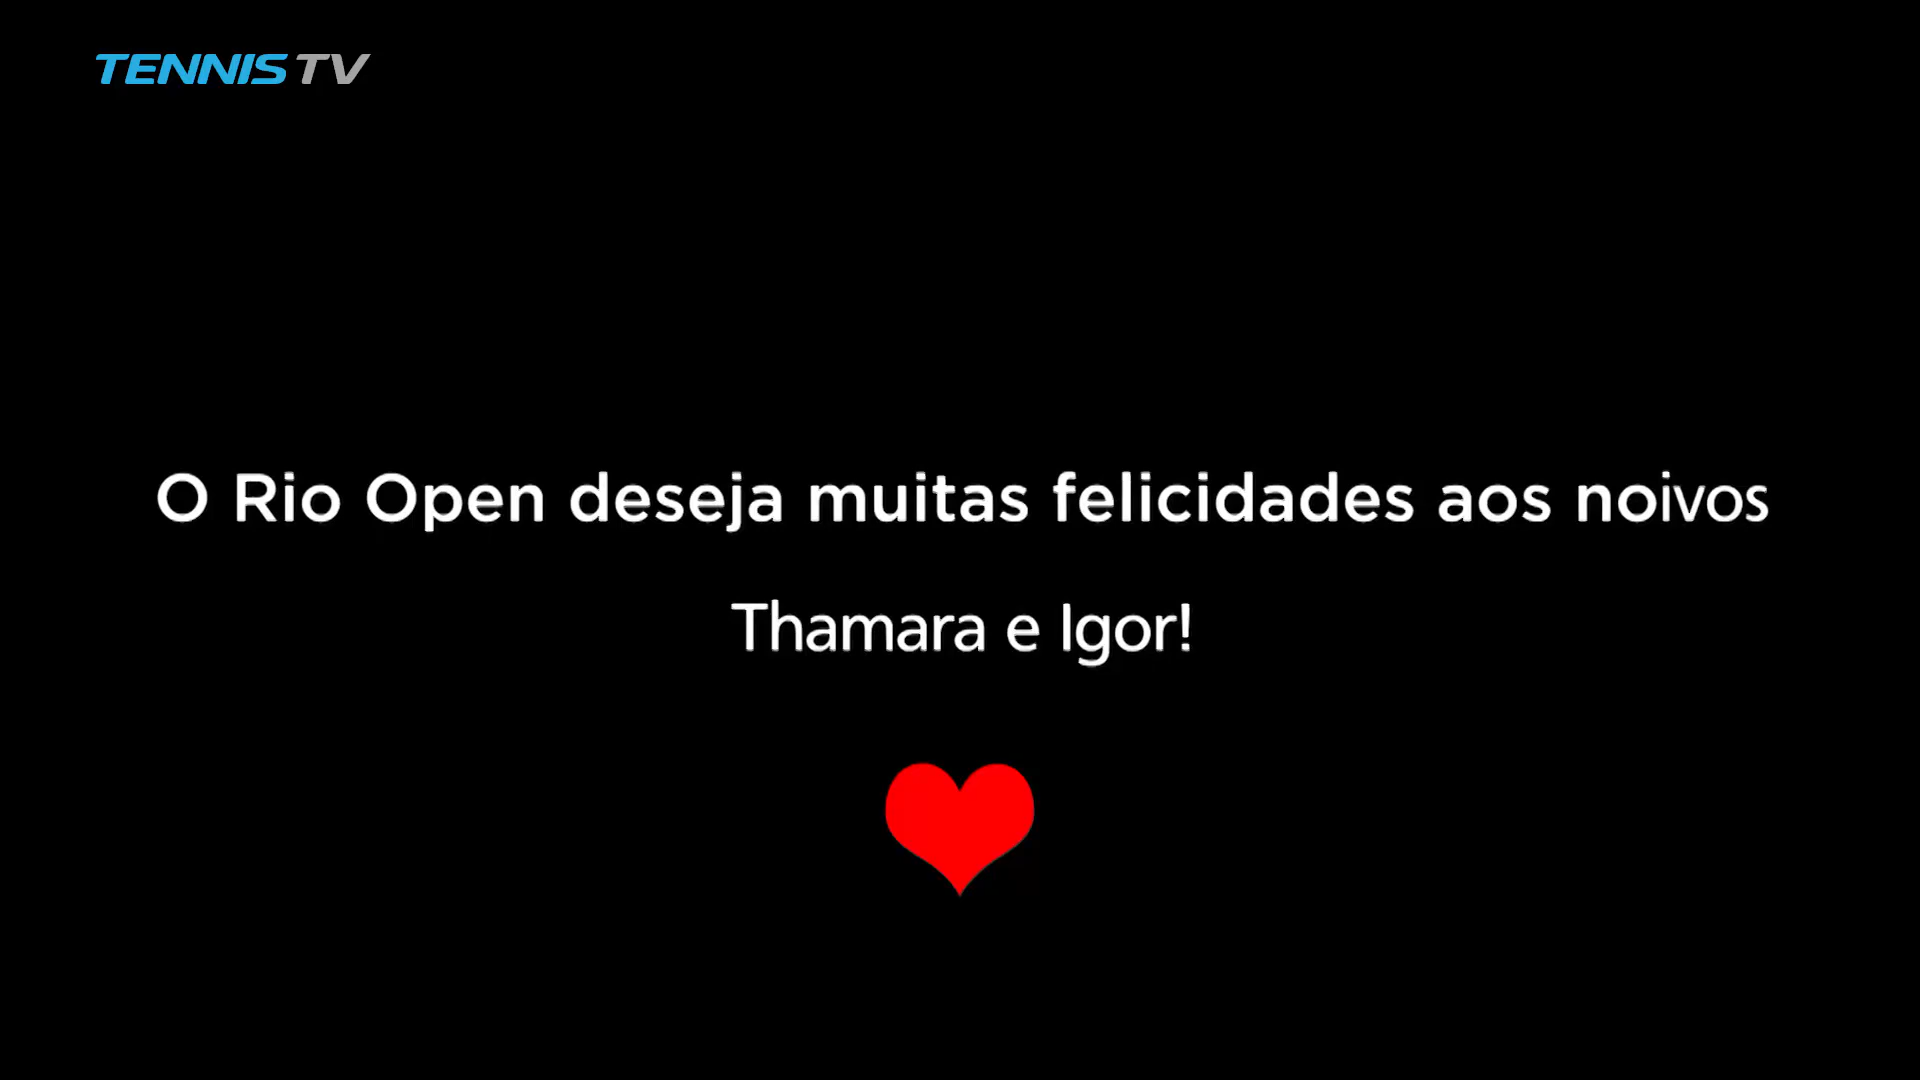 TENNIS TV
O Rio Open deseja muitas felicidades aos noivos
Thamara e Igor!